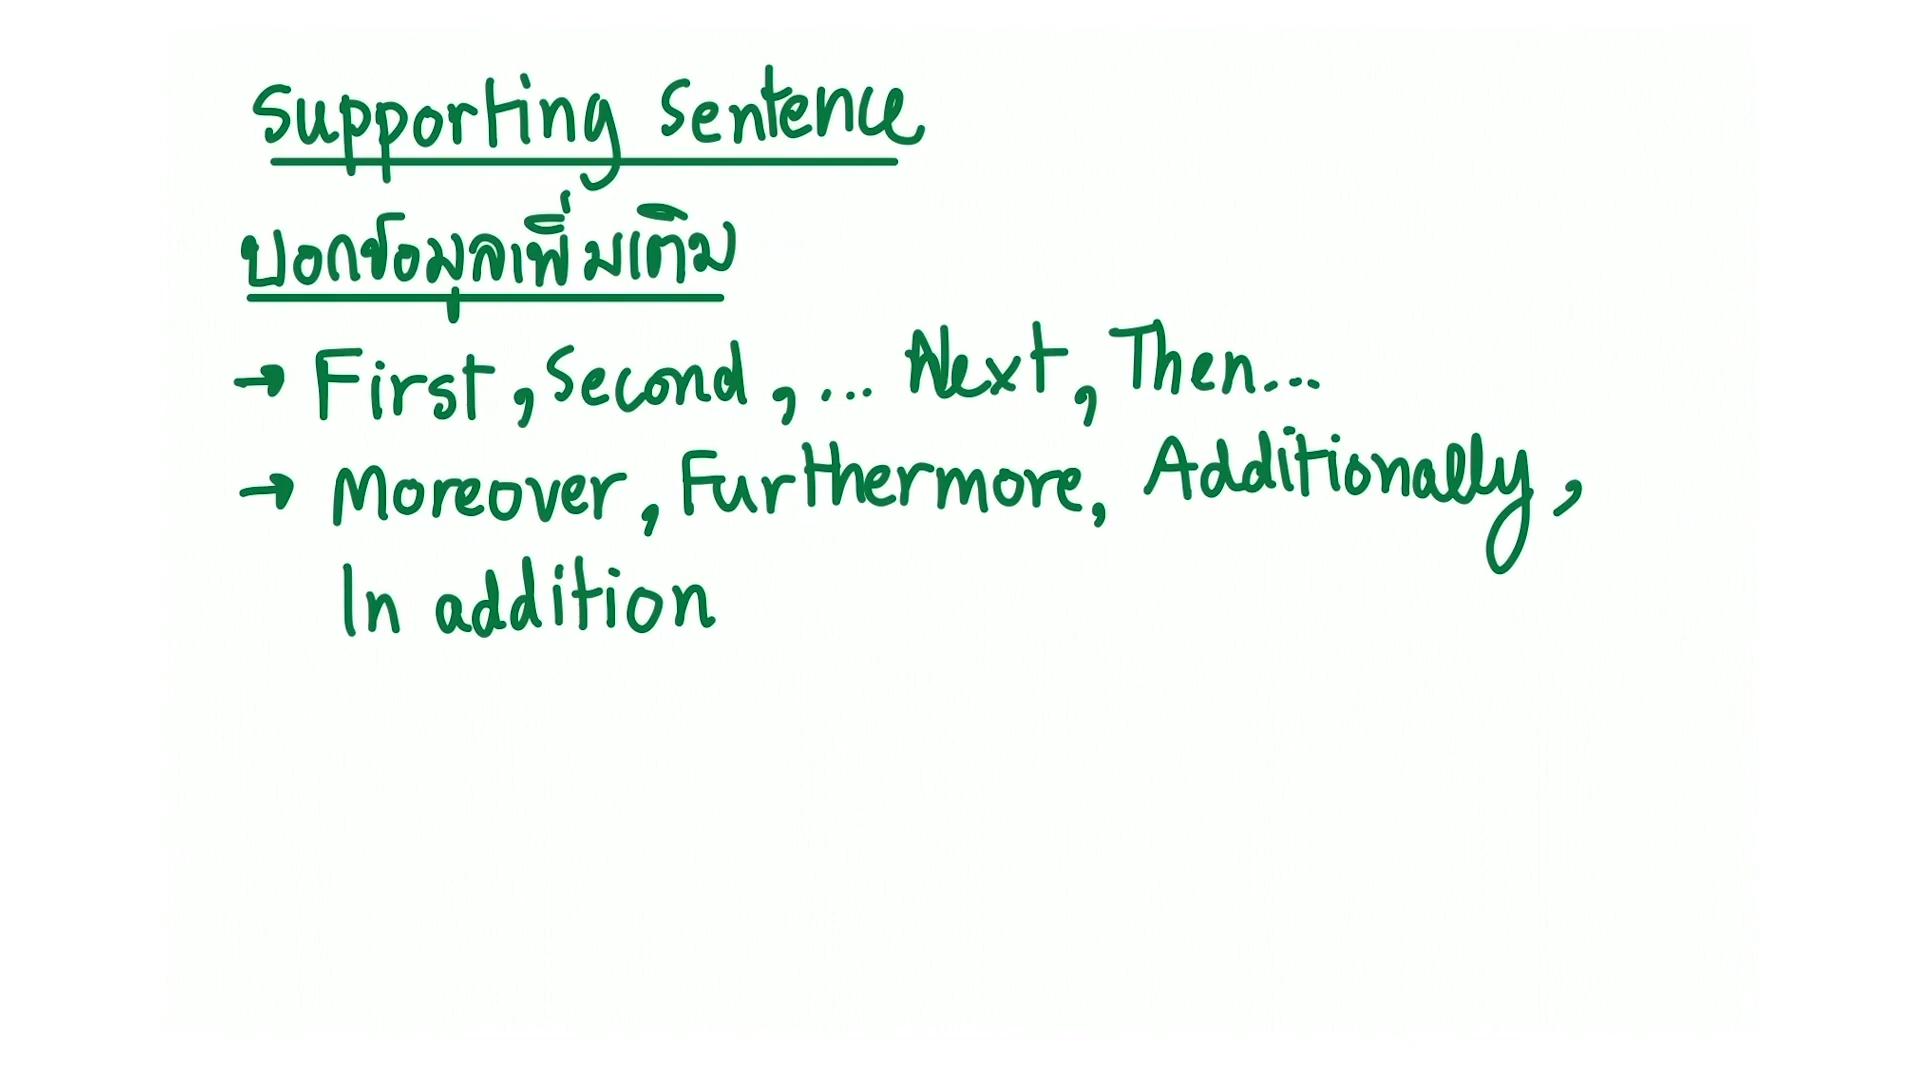 Supporting Sentence
บอกข้อมูลเพิ่มเติม
→ First, Second, ... Next, Then...
→ Moreover, Furthermore, Additionally,
In addition